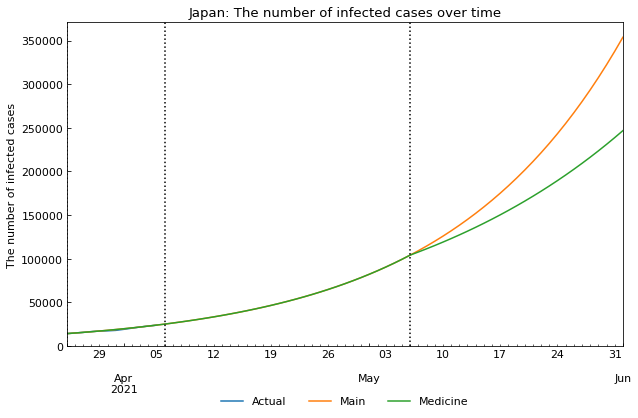 Japan: The number of infected cases over time
The number of infected cases
350000
300000
250000
200000
150000
100000
50000
0
29 05 12 19 26 03 10 17 24 31
Apr May Jun
2021
Actual Main Medicine